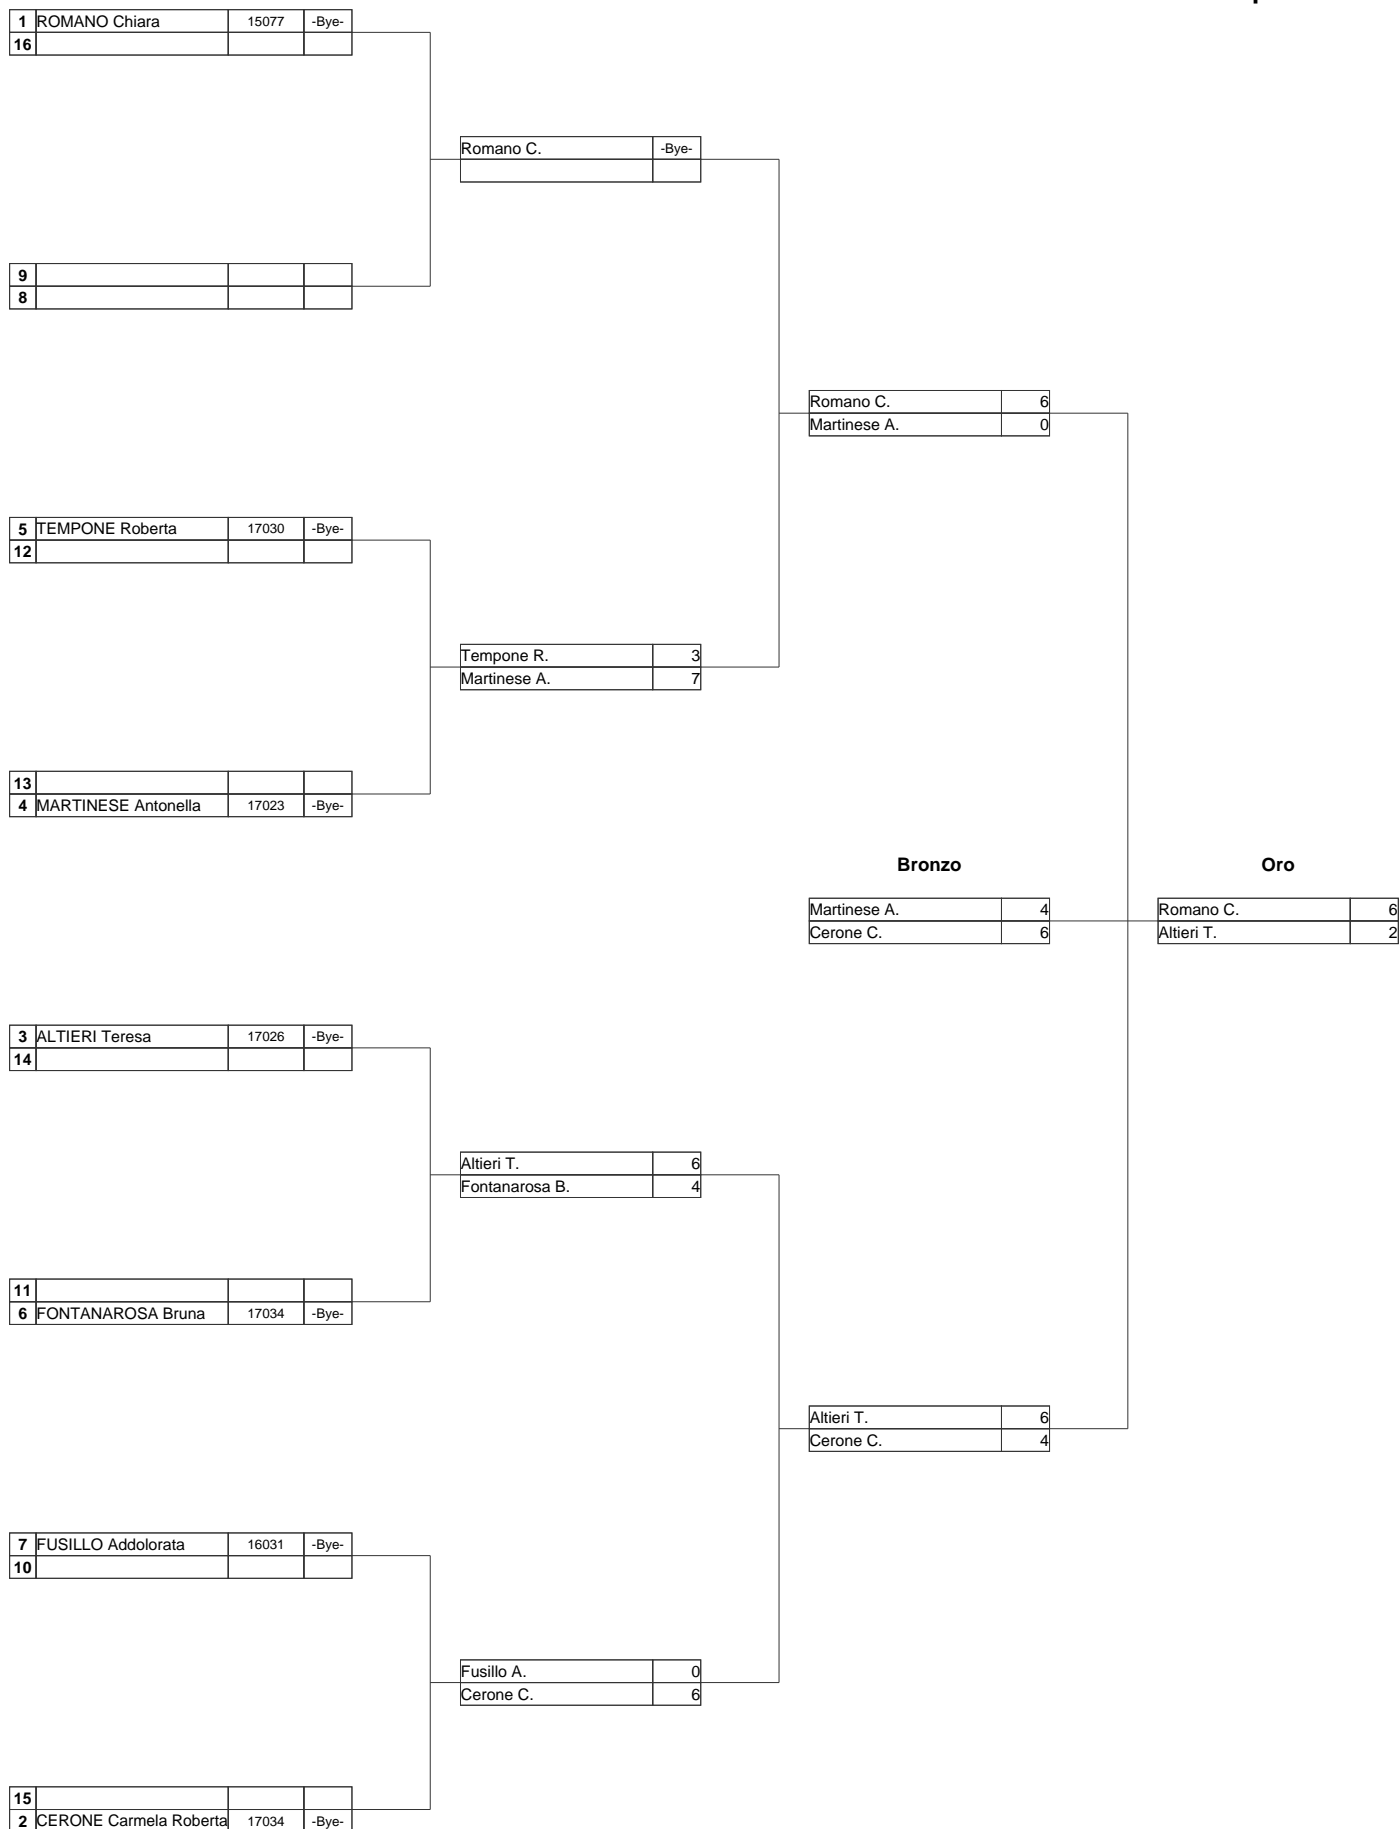 1 ROMANO Chiara 15077 -Bye-
16
Romano C. -Bye-
9
8
Romano C. 6
Martinese A. 0
5 TEMPONE Roberta 17030 -Bye-
12
Tempone R. 3
Martinese A. 7
13
4 MARTINESE Antonella 17023 -Bye-
Bronzo Oro
Martinese A. 4 Romano C. 6
Cerone C. 6 Altieri T. 2
3 ALTIERI Teresa 17026 -Bye-
14
Altieri T. 6
Fontanarosa B. 4
11
6 FONTANAROSA Bruna 17034 -Bye-
Altieri T. 6
Cerone C. 4
7 FUSILLO Addolorata 16031 -Bye-
10
Fusillo A. 0
Cerone C. 6
15
2 CERONE Carmela Roberta 17034 -Bye-